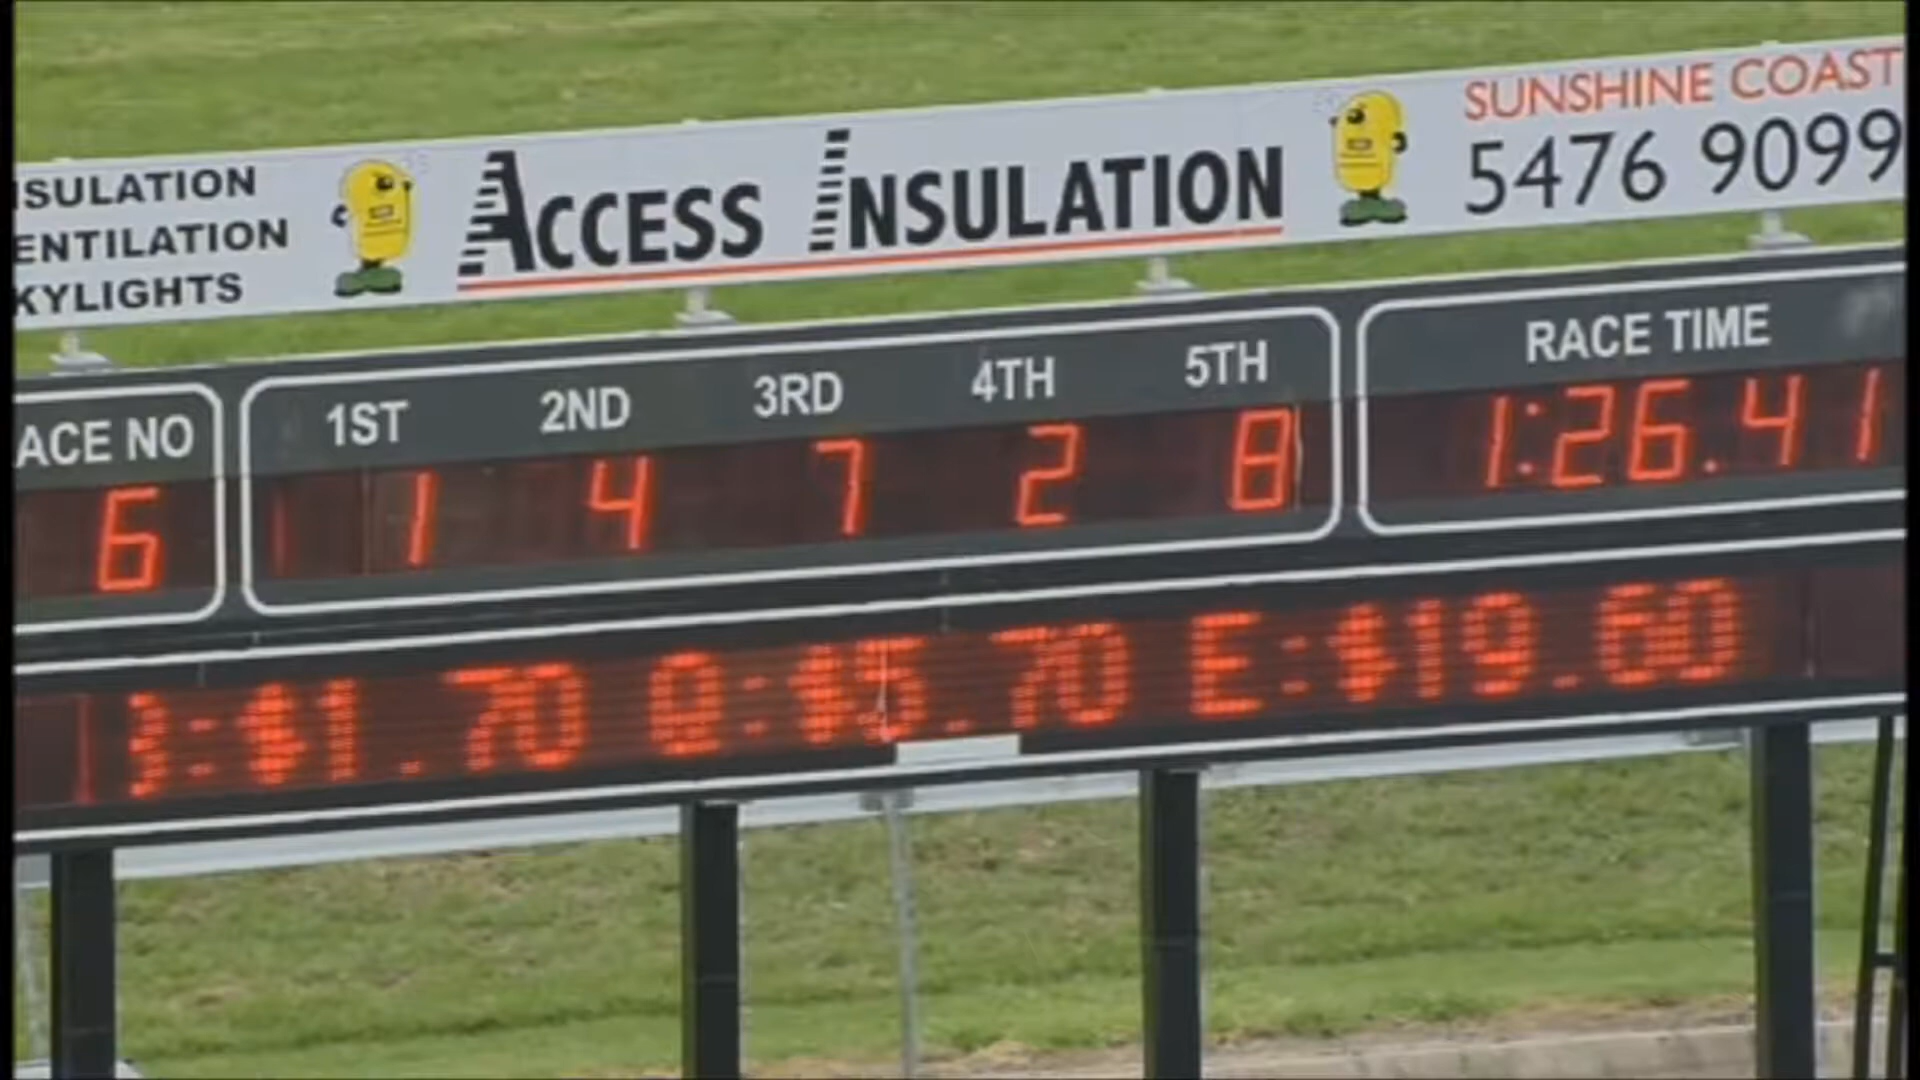 NSULATION
ENTILATION
KYLIGHTS
ACCESS INSULATION
SUNSHINE COAST
5476 9099
ACE NO
6
1ST 2ND 3RD 4TH 5TH
1 4 7 2 8
RACE TIME
1:26.41
:$1.70 Q:$5.70 E:$19.60